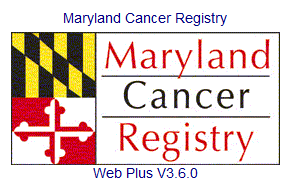 Maryland Cancer Registry
Maryland
Cancer
Registry
Web Plus V3.6.0